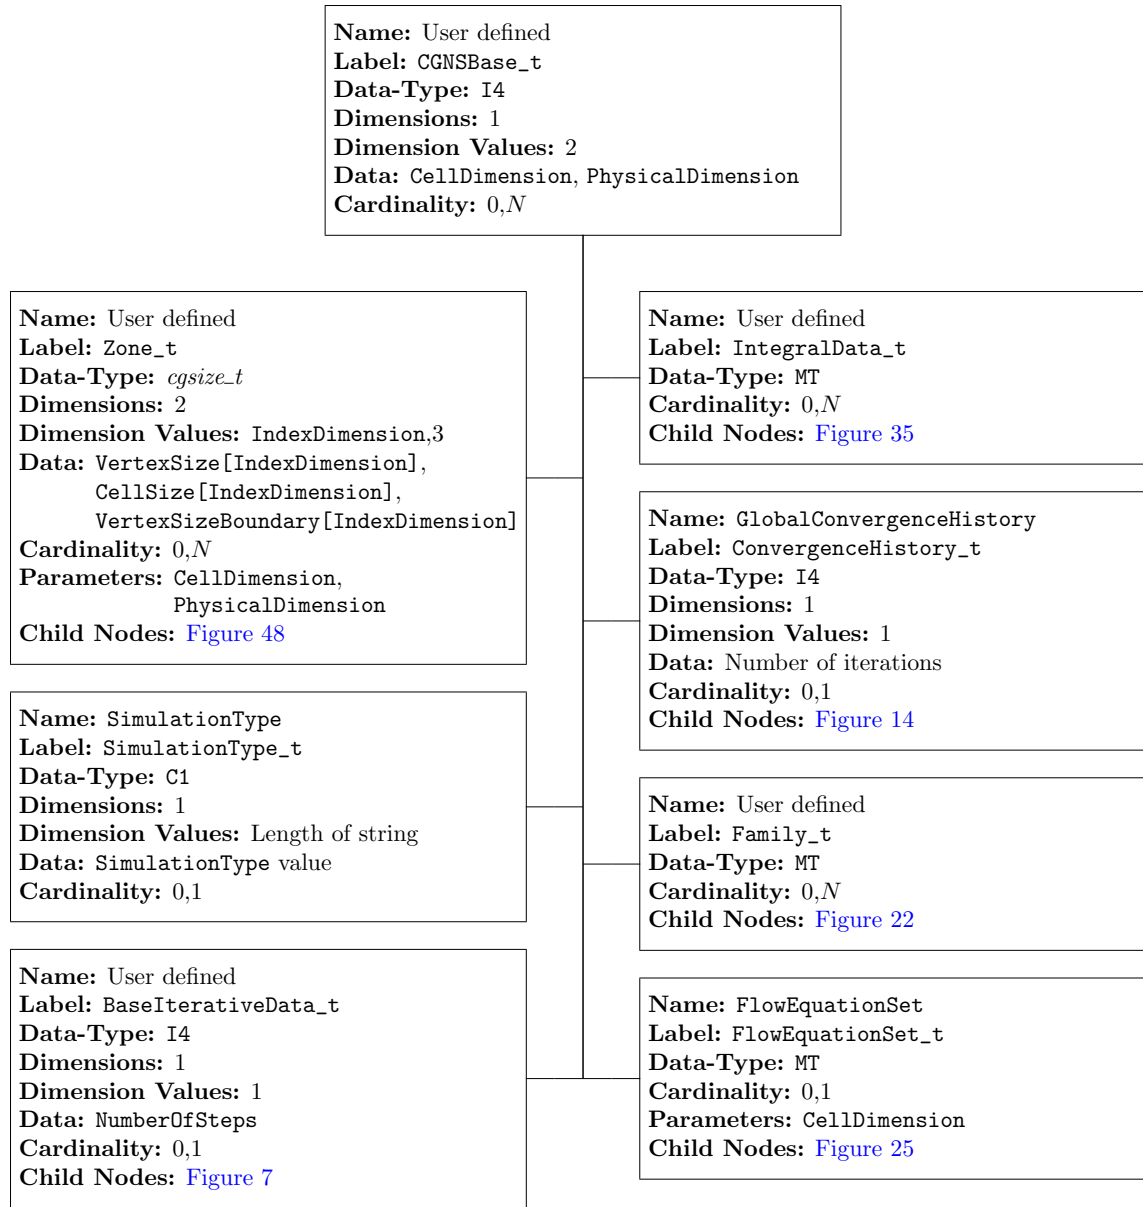 Name: User defined
Label: CGNSBase_t
Data-Type: I4
Dimensions: 1
Dimension Values: 2
Data: CellDimension, PhysicalDimension
Cardinality: 0,N
Name: User defined
Label: Zone_t
Data-Type: cgsize_t
Dimensions: 2
Dimension Values: IndexDimension,3
Data: VertexSize[IndexDimension],
CellSize[IndexDimension],
VertexSizeBoundary[IndexDimension]
Cardinality: 0,N
Parameters: CellDimension,
PhysicalDimension
Child Nodes: Figure 48
Name: SimulationType
Label: SimulationType_t
Data-Type: C1
Dimensions: 1
Dimension Values: Length of string
Data: SimulationType value
Cardinality: 0,1
Name: User defined
Label: BaseIterativeData_t
Data-Type: I4
Dimensions: 1
Dimension Values: 1
Data: NumberOfSteps
Cardinality: 0,1
Child Nodes: Figure 7
Name: User defined
Label: IntegralData_t
Data-Type: MT
Cardinality: 0,N
Child Nodes: Figure 35
Name: GlobalConvergenceHistory
Label: ConvergenceHistory_t
Data-Type: I4
Dimensions: 1
Dimension Values: 1
Data: Number of iterations
Cardinality: 0,1
Child Nodes: Figure 14
Name: User defined
Label: Family_t
Data-Type: MT
Cardinality: 0,N
Child Nodes: Figure 22
Name: FlowEquationSet
Label: FlowEquationSet_t
Data-Type: MT
Cardinality: 0,1
Parameters: CellDimension
Child Nodes: Figure 25